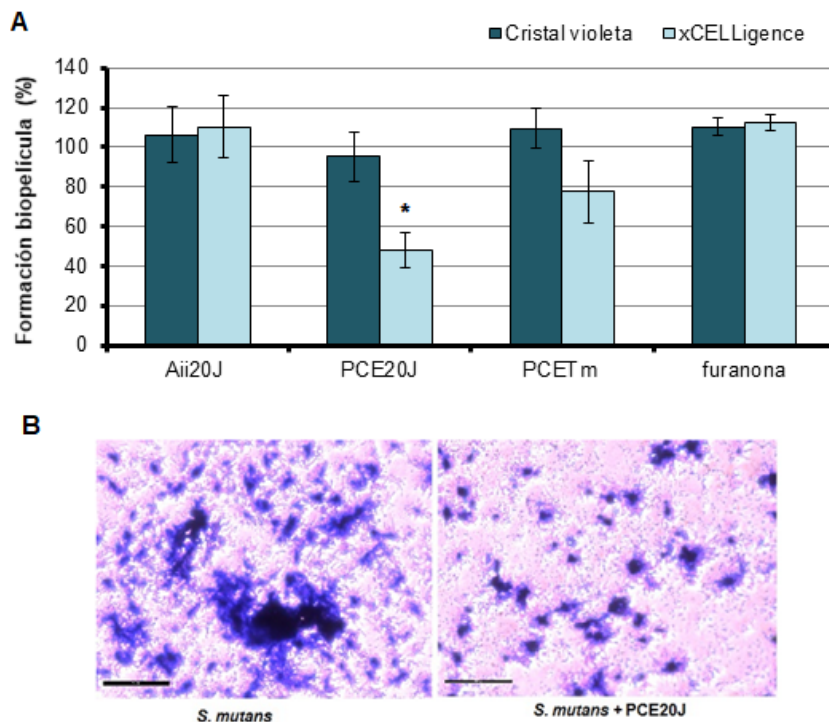 A
Cristal violeta
xCELLigence
Formación biopelícula (%)
140
120
100
80
60
40
20
0
*
Aii20J
PCE20J
PCETm
furanona
B
S. mutans
S. mutans + PCE20J